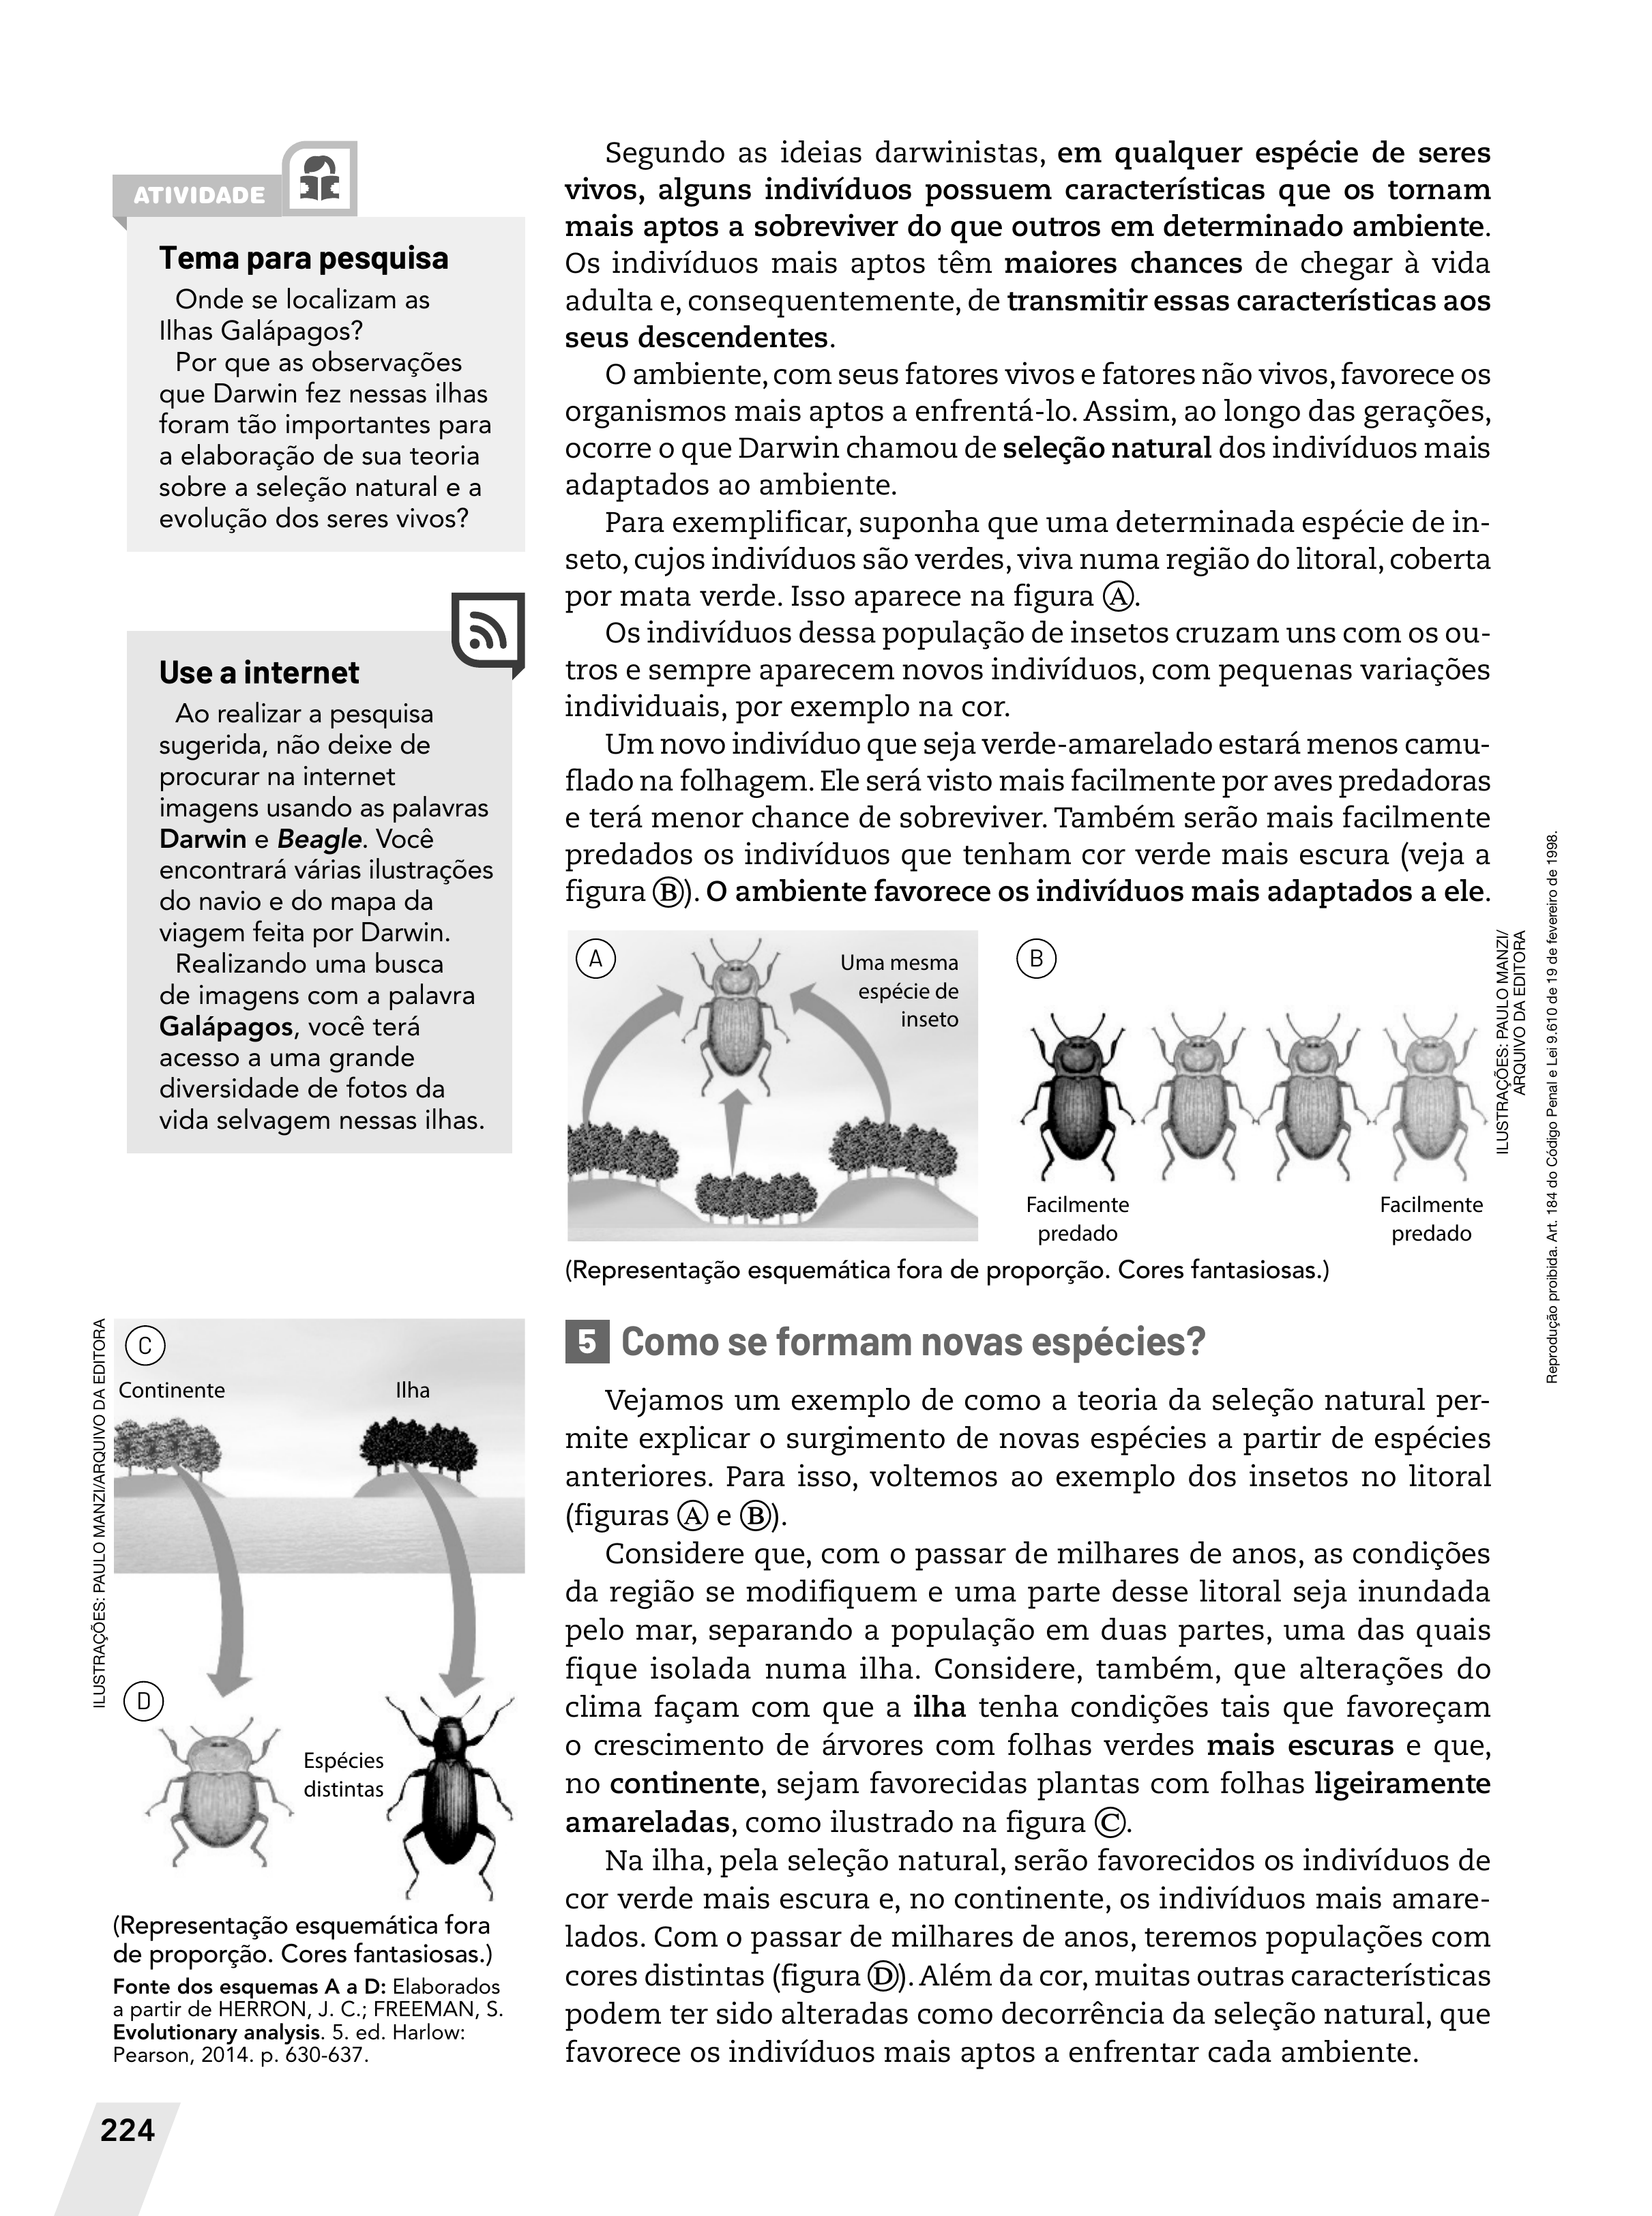 ATIVIDADE
Tema para pesquisa
Onde se localizam as
Ilhas Galápagos?
Por que as observações
que Darwin fez nessas ilhas
foram tão importantes para
a elaboração de sua teoria
sobre a seleção natural e a
evolução dos seres vivos?
Use a internet
Ao realizar a pesquisa
sugerida, não deixe de
procurar na internet
imagens usando as palavras
Darwin e Beagle. Você
encontrará várias ilustrações
do navio e do mapa da
viagem feita por Darwin.
Realizando uma busca
de imagens com a palavra
Galápagos, você terá
acesso a uma grande
diversidade de fotos da
vida selvagem nessas ilhas.
Segundo as ideias darwinistas, em qualquer espécie de seres
vivos, alguns indivíduos possuem características que os tornam
mais aptos a sobreviver do que outros em determinado ambiente.
Os indivíduos mais aptos têm maiores chances de chegar à vida
adulta e, consequentemente, de transmitir essas características aos
seus descendentes.
O ambiente, com seus fatores vivos e fatores não vivos, favorece os
organismos mais aptos a enfrentá-lo. Assim, ao longo das gerações,
ocorre o que Darwin chamou de seleção natural dos indivíduos mais
adaptados ao ambiente.
Para exemplificar, suponha que uma determinada espécie de in-
seto, cujos indivíduos são verdes, viva numa região do litoral, coberta
por mata verde. Isso aparece na figura Ⓐ.
Os indivíduos dessa população de insetos cruzam uns com os ou-
tros e sempre aparecem novos indivíduos, com pequenas variações
individuais, por exemplo na cor.
Um novo indivíduo que seja verde-amarelado estará menos camu-
flado na folhagem. Ele será visto mais facilmente por aves predadoras
e terá menor chance de sobreviver. Também serão mais facilmente
predados os indivíduos que tenham cor verde mais escura (veja a
figura Ⓑ). O ambiente favorece os indivíduos mais adaptados a ele.
A
Uma mesma
espécie de
inseto
B
Facilmente
predado
Facilmente
predado
ILUSTRAÇÕES: PAULO MANZI/
ARQUIVO DA EDITORA
Reprodução proibida. Art. 184 do Código Penal e Lei 9.610 de 19 de fevereiro de 1998.
(Representação esquemática fora de proporção. Cores fantasiosas.)
5 Como se formam novas espécies?
Vejamos um exemplo de como a teoria da seleção natural per-
mite explicar o surgimento de novas espécies a partir de espécies
anteriores. Para isso, voltemos ao exemplo dos insetos no litoral
(figuras Ⓐ e Ⓑ).
Considere que, com o passar de milhares de anos, as condições
da região se modifiquem e uma parte desse litoral seja inundada
pelo mar, separando a população em duas partes, uma das quais
fique isolada numa ilha. Considere, também, que alterações do
clima façam com que a ilha tenha condições tais que favoreçam
o crescimento de árvores com folhas verdes mais escuras e que,
no continente, sejam favorecidas plantas com folhas ligeiramente
amareladas, como ilustrado na figura Ⓒ.
Na ilha, pela seleção natural, serão favorecidos os indivíduos de
cor verde mais escura e, no continente, os indivíduos mais amare-
lados. Com o passar de milhares de anos, teremos populações com
cores distintas (figura Ⓓ). Além da cor, muitas outras características
podem ter sido alteradas como decorrência da seleção natural, que
favorece os indivíduos mais aptos a enfrentar cada ambiente.
ILUSTRAÇÕES: PAULO MANZI/ARQUIVO DA EDITORA
C
Continente
Ilha
D
Espécies
distintas
(Representação esquemática fora
de proporção. Cores fantasiosas.)
Fonte dos esquemas A a D: Elaborados
a partir de HERRON, J. C.; FREEMAN, S.
Evolutionary analysis. 5. ed. Harlow:
Pearson, 2014. p. 630-637.
224